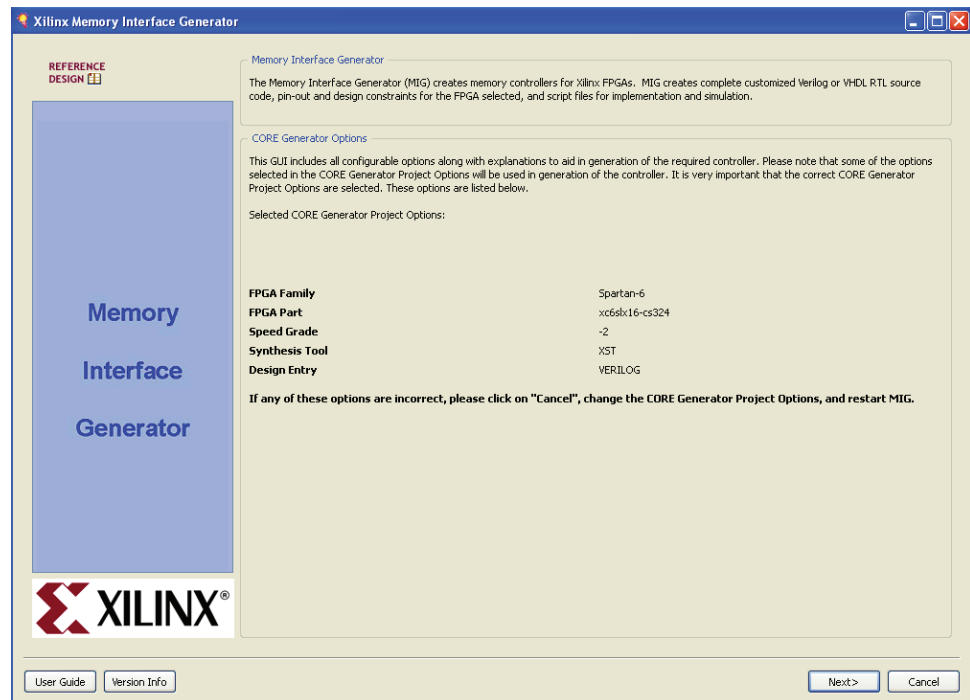 Xilinx Memory Interface Generator
REFERENCE
DESIGN
Memory
Interface
Generator
XILINX®
Memory Interface Generator
The Memory Interface Generator (MIG) creates memory controllers for Xilinx FPGAs. MIG creates complete customized Verilog or VHDL RTL source
code, pin-out and design constraints for the FPGA selected, and script files for implementation and simulation.
CORE Generator Options
This GUI includes all configurable options along with explanations to aid in generation of the required controller. Please note that some of the options
selected in the CORE Generator Project Options will be used in generation of the controller. It is very important that the correct CORE Generator
Project Options are selected. These options are listed below.
Selected CORE Generator Project Options:
FPGA Family Spartan-6
FPGA Part xc6slx16-cs324
Speed Grade -2
Synthesis Tool XST
Design Entry VERILOG
If any of these options are incorrect, please click on "Cancel", change the CORE Generator Project Options, and restart MIG.
User Guide Version Info Next> Cancel